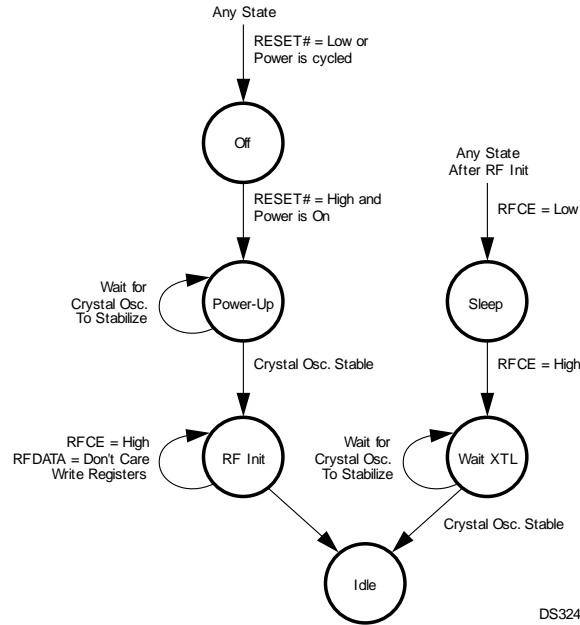 Any State
RESET# = Low or
Power is cycled
Off
Any State
After RF Init
RESET# = High and
Power is On
RFCE = Low
Wait for
Crystal Osc.
To Stabilize
Power-Up
Sleep
Crystal Osc. Stable
RFCE = High
RFCE = High
RFDATA = Don't Care
Write Registers
RF Init
Wait for
Crystal Osc.
To Stabilize
Wait XTL
Crystal Osc. Stable
Idle
DS324